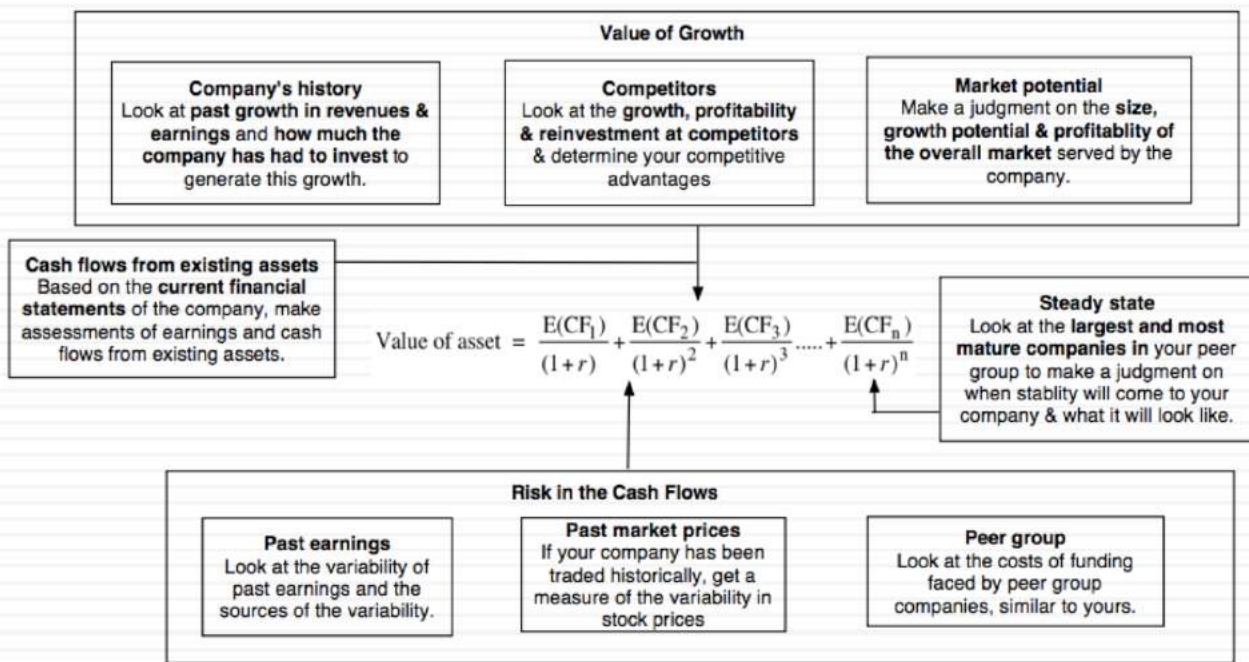 Value of Growth
Company's history
Look at past growth in revenues &
earnings and how much the
company has had to invest to
generate this growth.
Competitors
Look at the growth, profitability
& reinvestment at competitors
& determine your competitive
advantages
Market potential
Make a judgment on the size,
growth potential & profitablity of
the overall market served by the
company.
Cash flows from existing assets
Based on the current financial
statements of the company, make
assessments of earnings and cash
flows from existing assets.
Value of asset = E(CF₁)/(1+r) + E(CF₂)/(1+r)² + E(CF₃)/(1+r)³ ..... + E(CFₙ)/(1+r)ⁿ
Steady state
Look at the largest and most
mature companies in your peer
group to make a judgment on
when stablity will come to your
company & what it will look like.
Risk in the Cash Flows
Past earnings
Look at the variability of
past earnings and the
sources of the variability.
Past market prices
If your company has been
traded historically, get a
measure of the variability in
stock prices
Peer group
Look at the costs of funding
faced by peer group
companies, similar to yours.